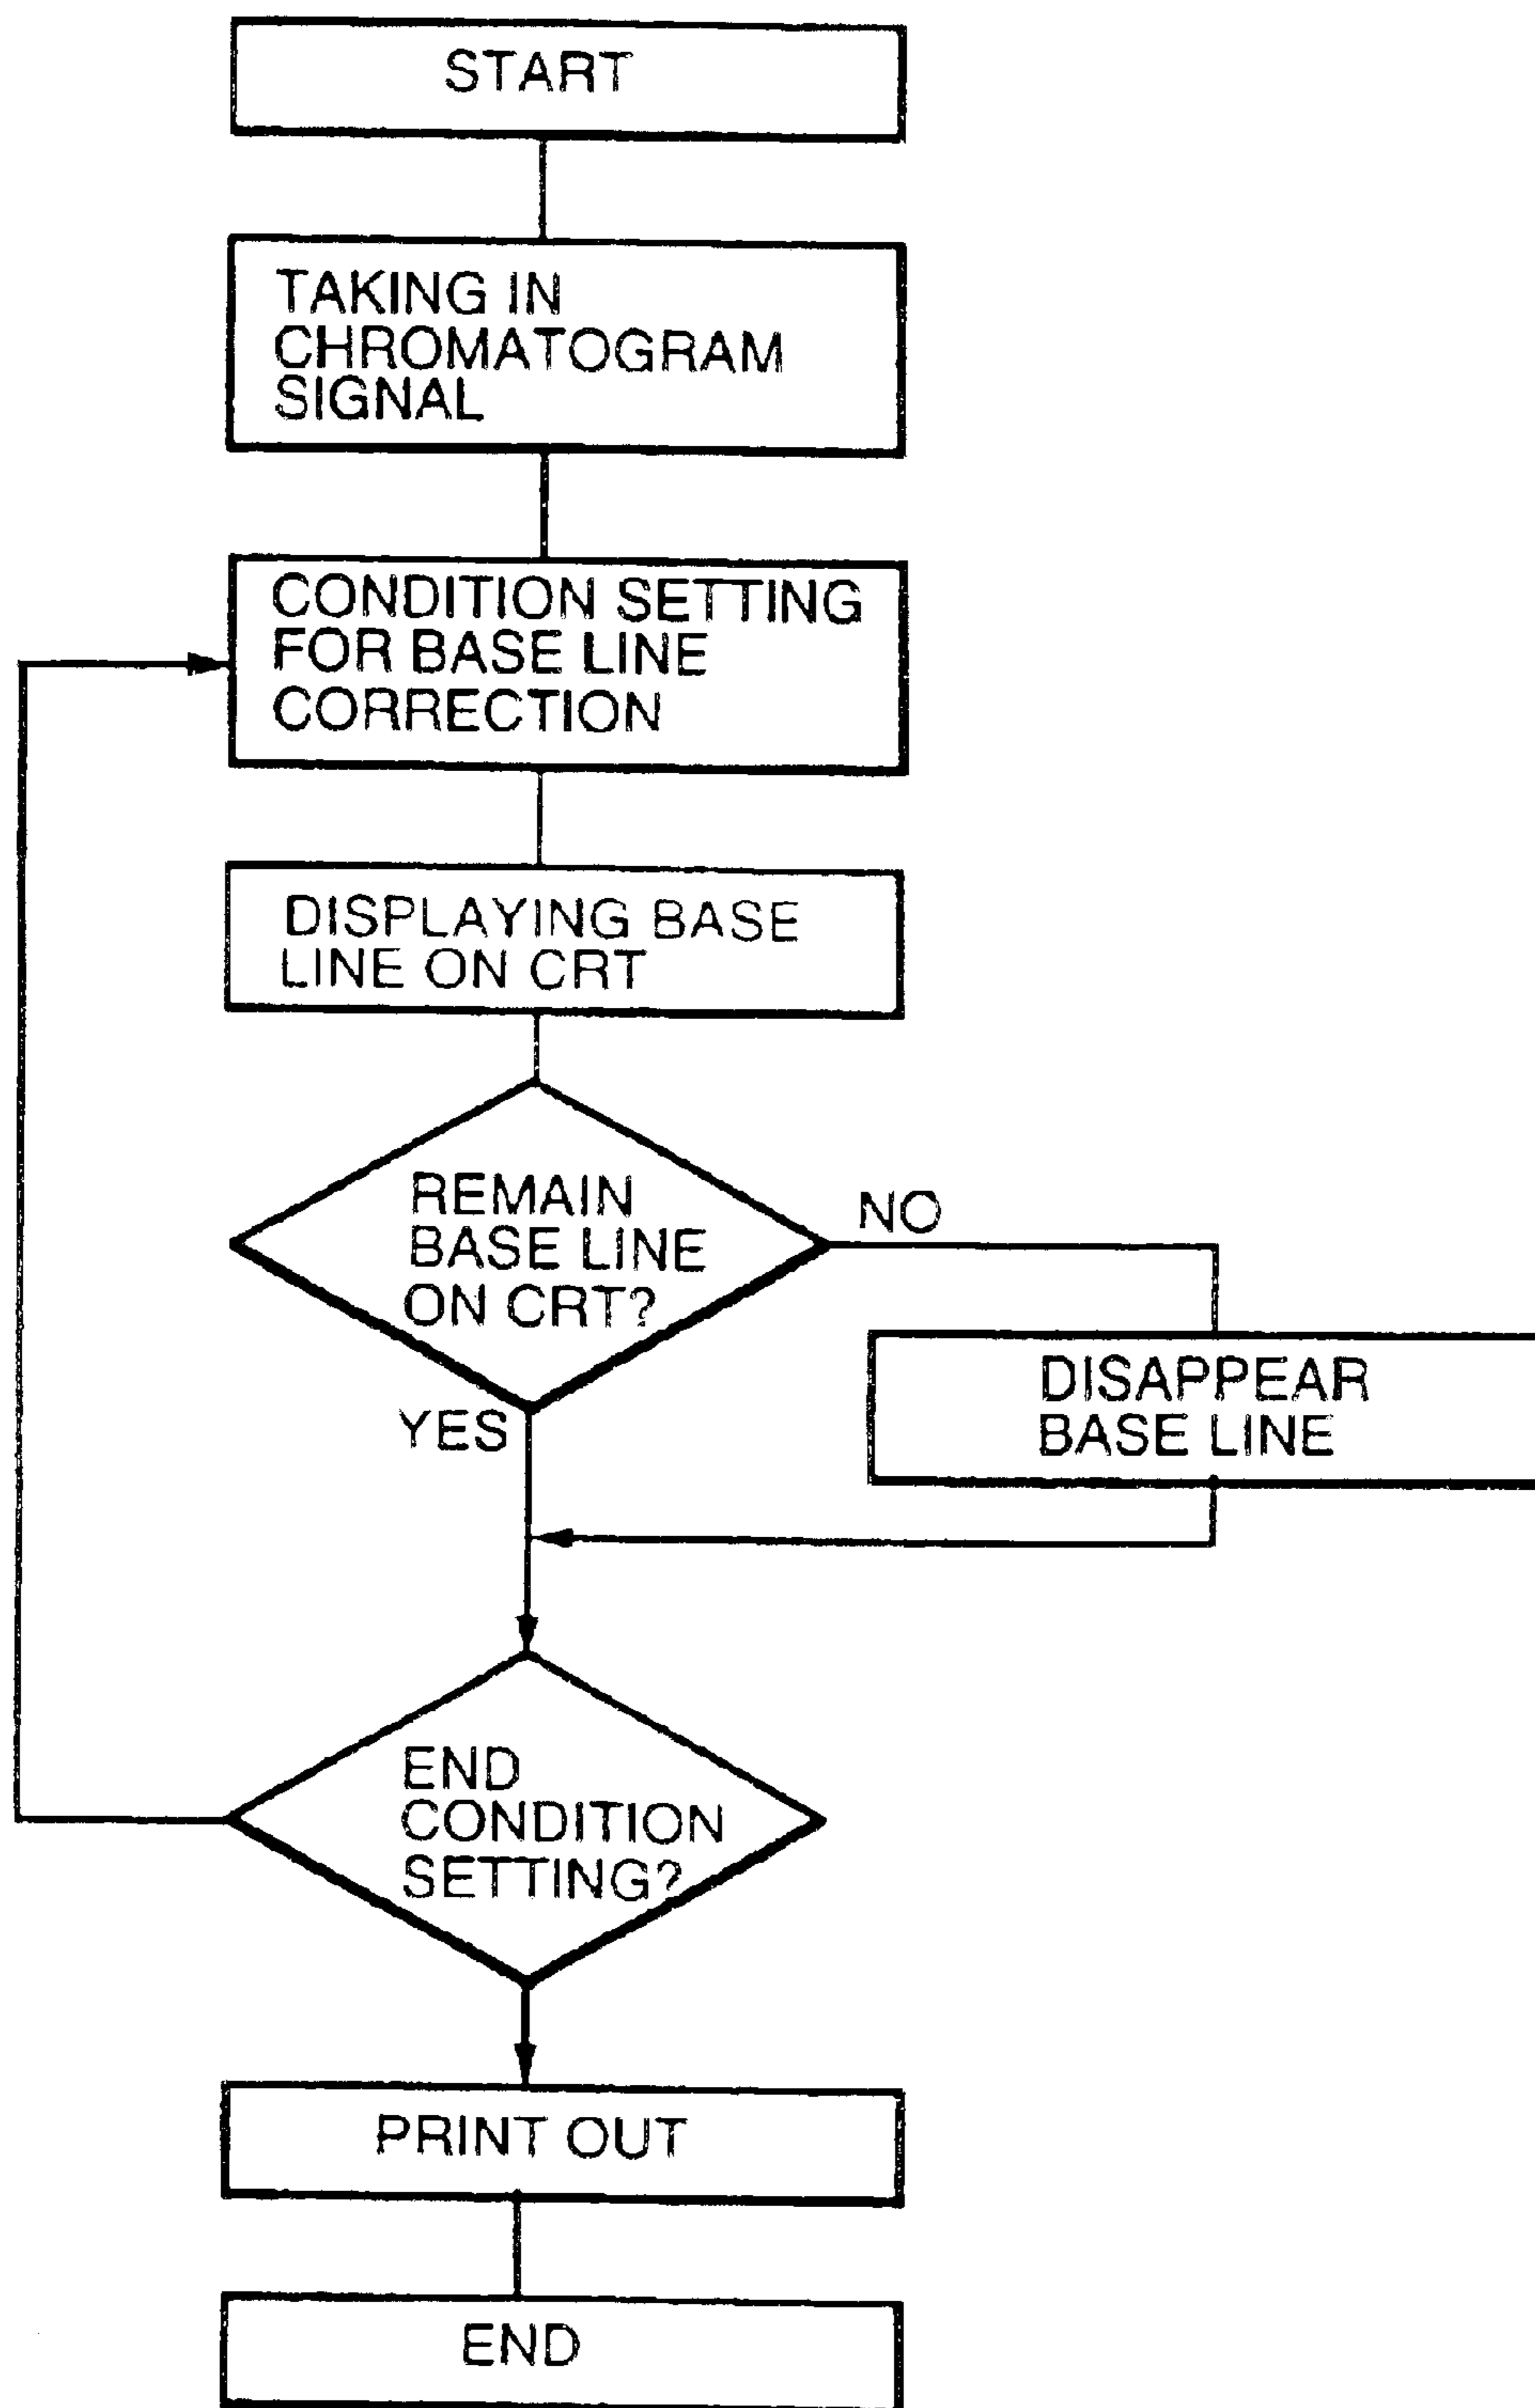 START
TAKING IN
CHROMATOGRAM
SIGNAL
CONDITION SETTING
FOR BASE LINE
CORRECTION
DISPLAYING BASE
LINE ON CRT
REMAIN
BASE LINE
ON CRT?
NO
YES
DISAPPEAR
BASE LINE
END
CONDITION
SETTING?
PRINT OUT
END